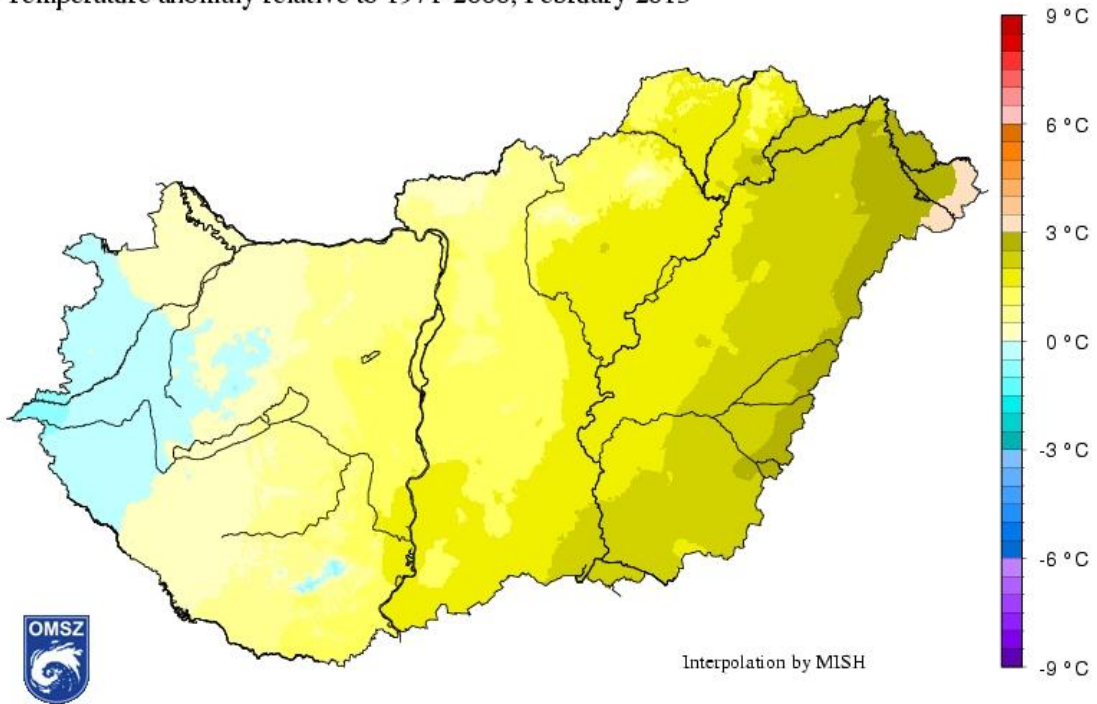 Temperature anomaly relative to 1971-2000, February
9 °C
6 °C
3 °C
0 °C
-3 °C
-6 °C
-9 °C
OMSZ
Interpolation by MISH